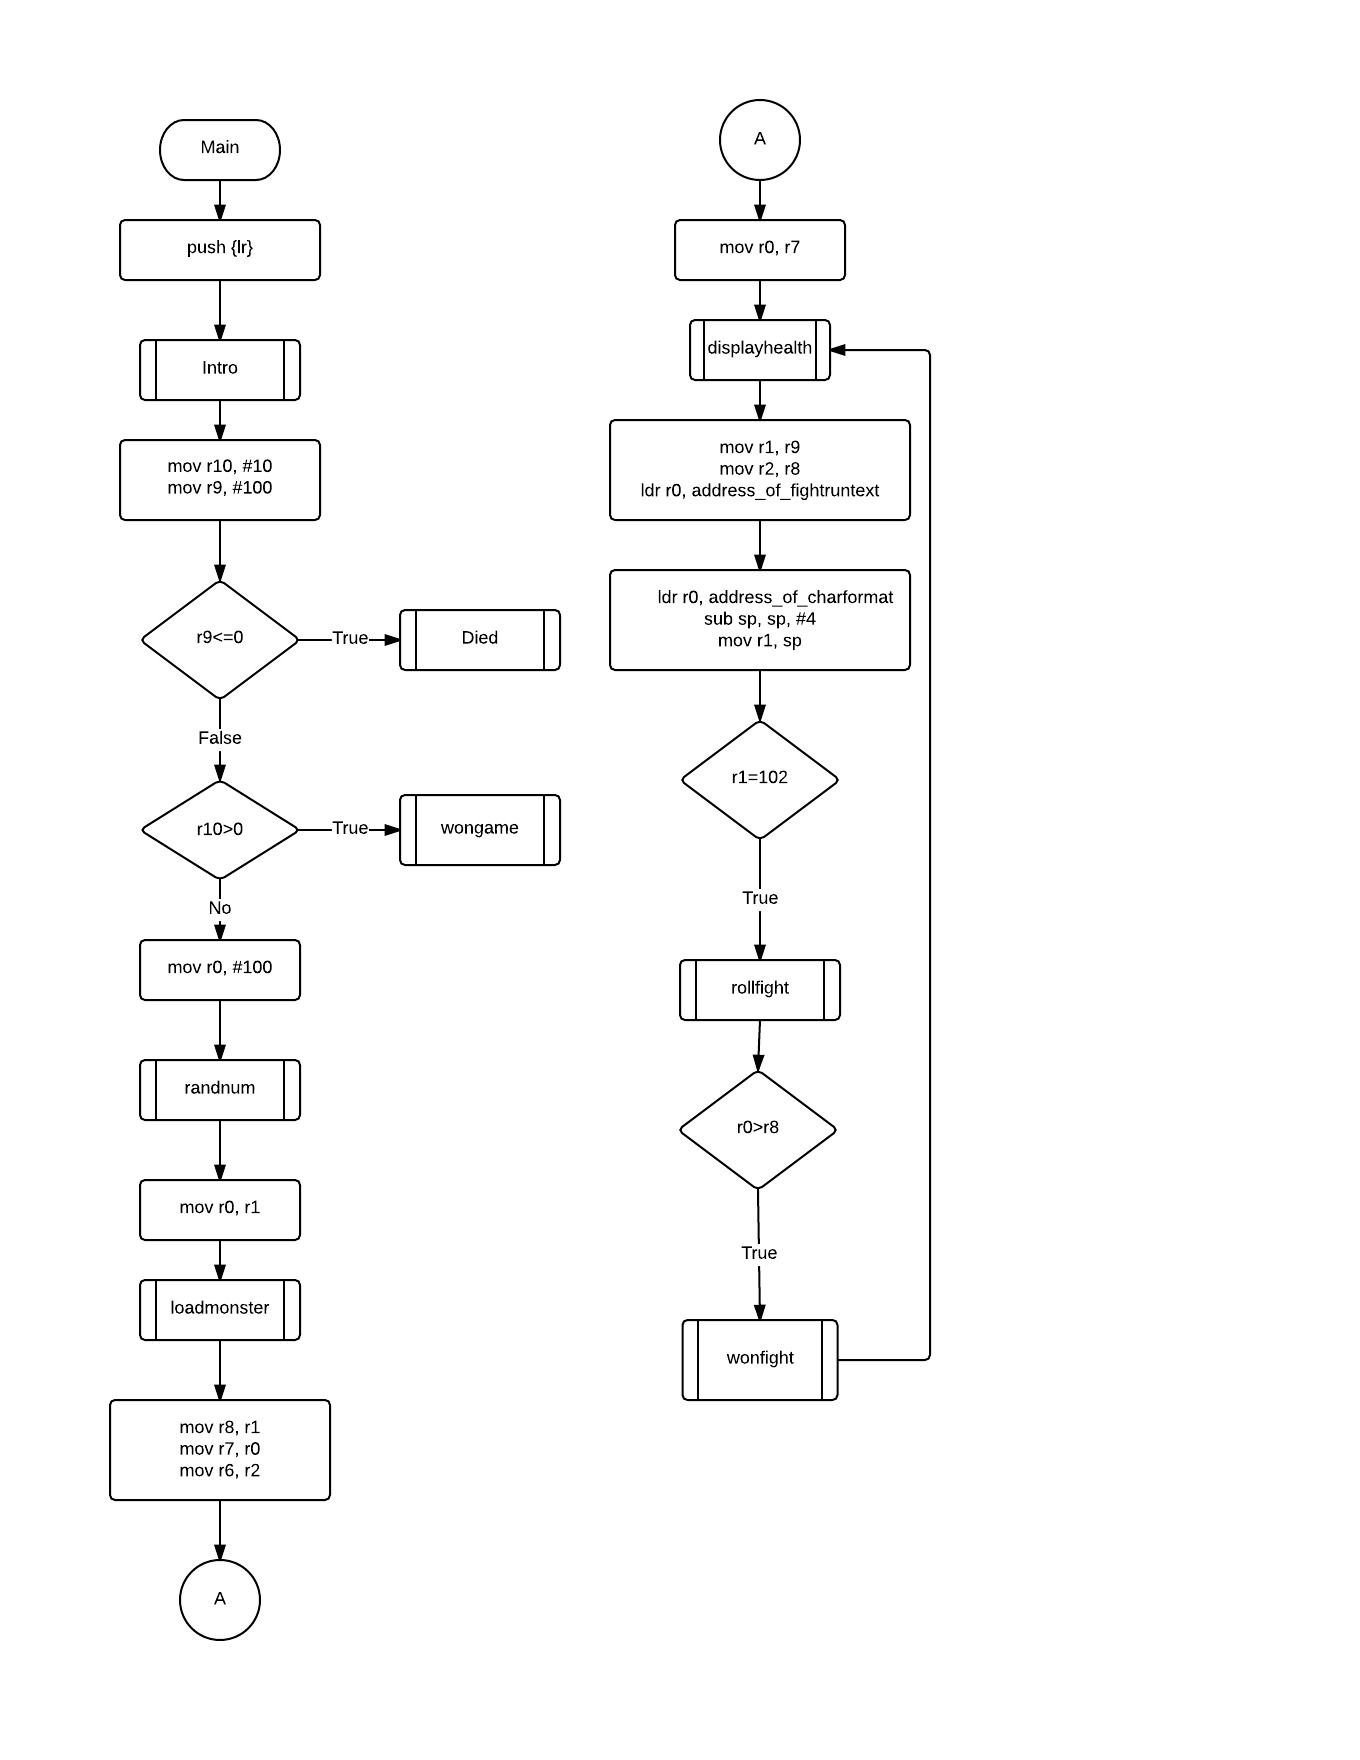 Main
push {lr}
Intro
mov r10, #10
mov r9, #100
r9<=0
True
Died
False
r10>0
True
wongame
No
mov r0, #100
randnum
mov r0, r1
loadmonster
mov r8, r1
mov r7, r0
mov r6, r2
A
A
mov r0, r7
displayhealth
mov r1, r9
mov r2, r8
ldr r0, address_of_fightruntext
ldr r0, address_of_charformat
sub sp, sp, #4
mov r1, sp
r1=102
True
rollfight
r0>r8
True
wonfight